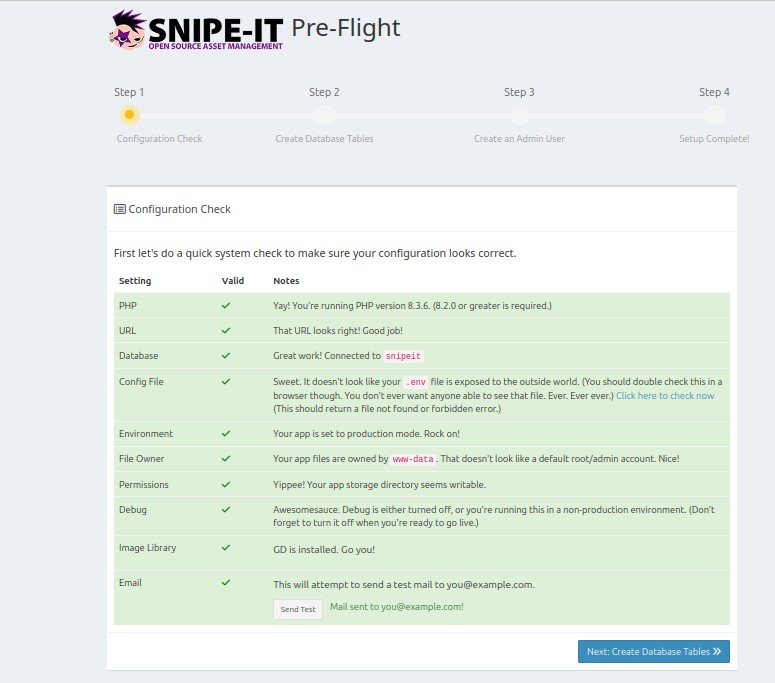 SNIPE-IT Pre-Flight
OPEN SOURCE ASSET MANAGEMENT
Step 1 Step 2 Step 3 Step 4
Configuration Check Create Database Tables Create an Admin User Setup Complete!
Configuration Check
First let's do a quick system check to make sure your configuration looks correct.
Setting Valid Notes
PHP Yay! You're running PHP version 8.3.6. (8.2.0 or greater is required.)
URL That URL looks right! Good job!
Database Great work! Connected to snipeit
Config File Sweet. It doesn't look like your .env file is exposed to the outside world. (You should double check this in a
browser though. You don't ever want anyone able to see that file. Ever. Ever ever.) Click here to check now
(This should return a file not found or forbidden error.)
Environment Your app is set to production mode. Rock on!
File Owner Your app files are owned by www-data. That doesn't look like a default root/admin account. Nice!
Permissions Yippee! Your app storage directory seems writable.
Debug Awesomesauce. Debug is either turned off, or you're running this in a non-production environment. (Don't
forget to turn it off when you're ready to go live.)
Image Library GD is installed. Go you!
Email This will attempt to send a test mail to you@example.com.
Send Test Mail sent to you@example.com!
Next: Create Database Tables